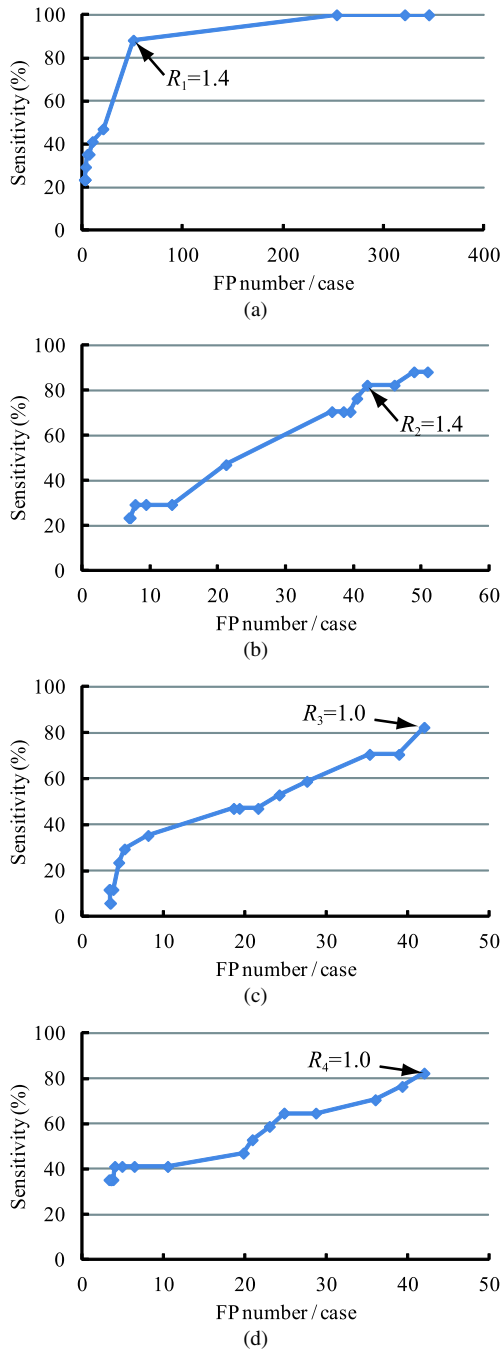 100
80
60
40
20
0
Sensitivity (%)
R1=1.4
0 100 200 300 400
FP number / case
(a)
100
80
60
40
20
0
Sensitivity (%)
R2=1.4
0 10 20 30 40 50 60
FP number / case
(b)
100
80
60
40
20
0
Sensitivity (%)
R3=1.0
0 10 20 30 40 50
FP number / case
(c)
100
80
60
40
20
0
Sensitivity (%)
R4=1.0
0 10 20 30 40 50
FP number / case
(d)